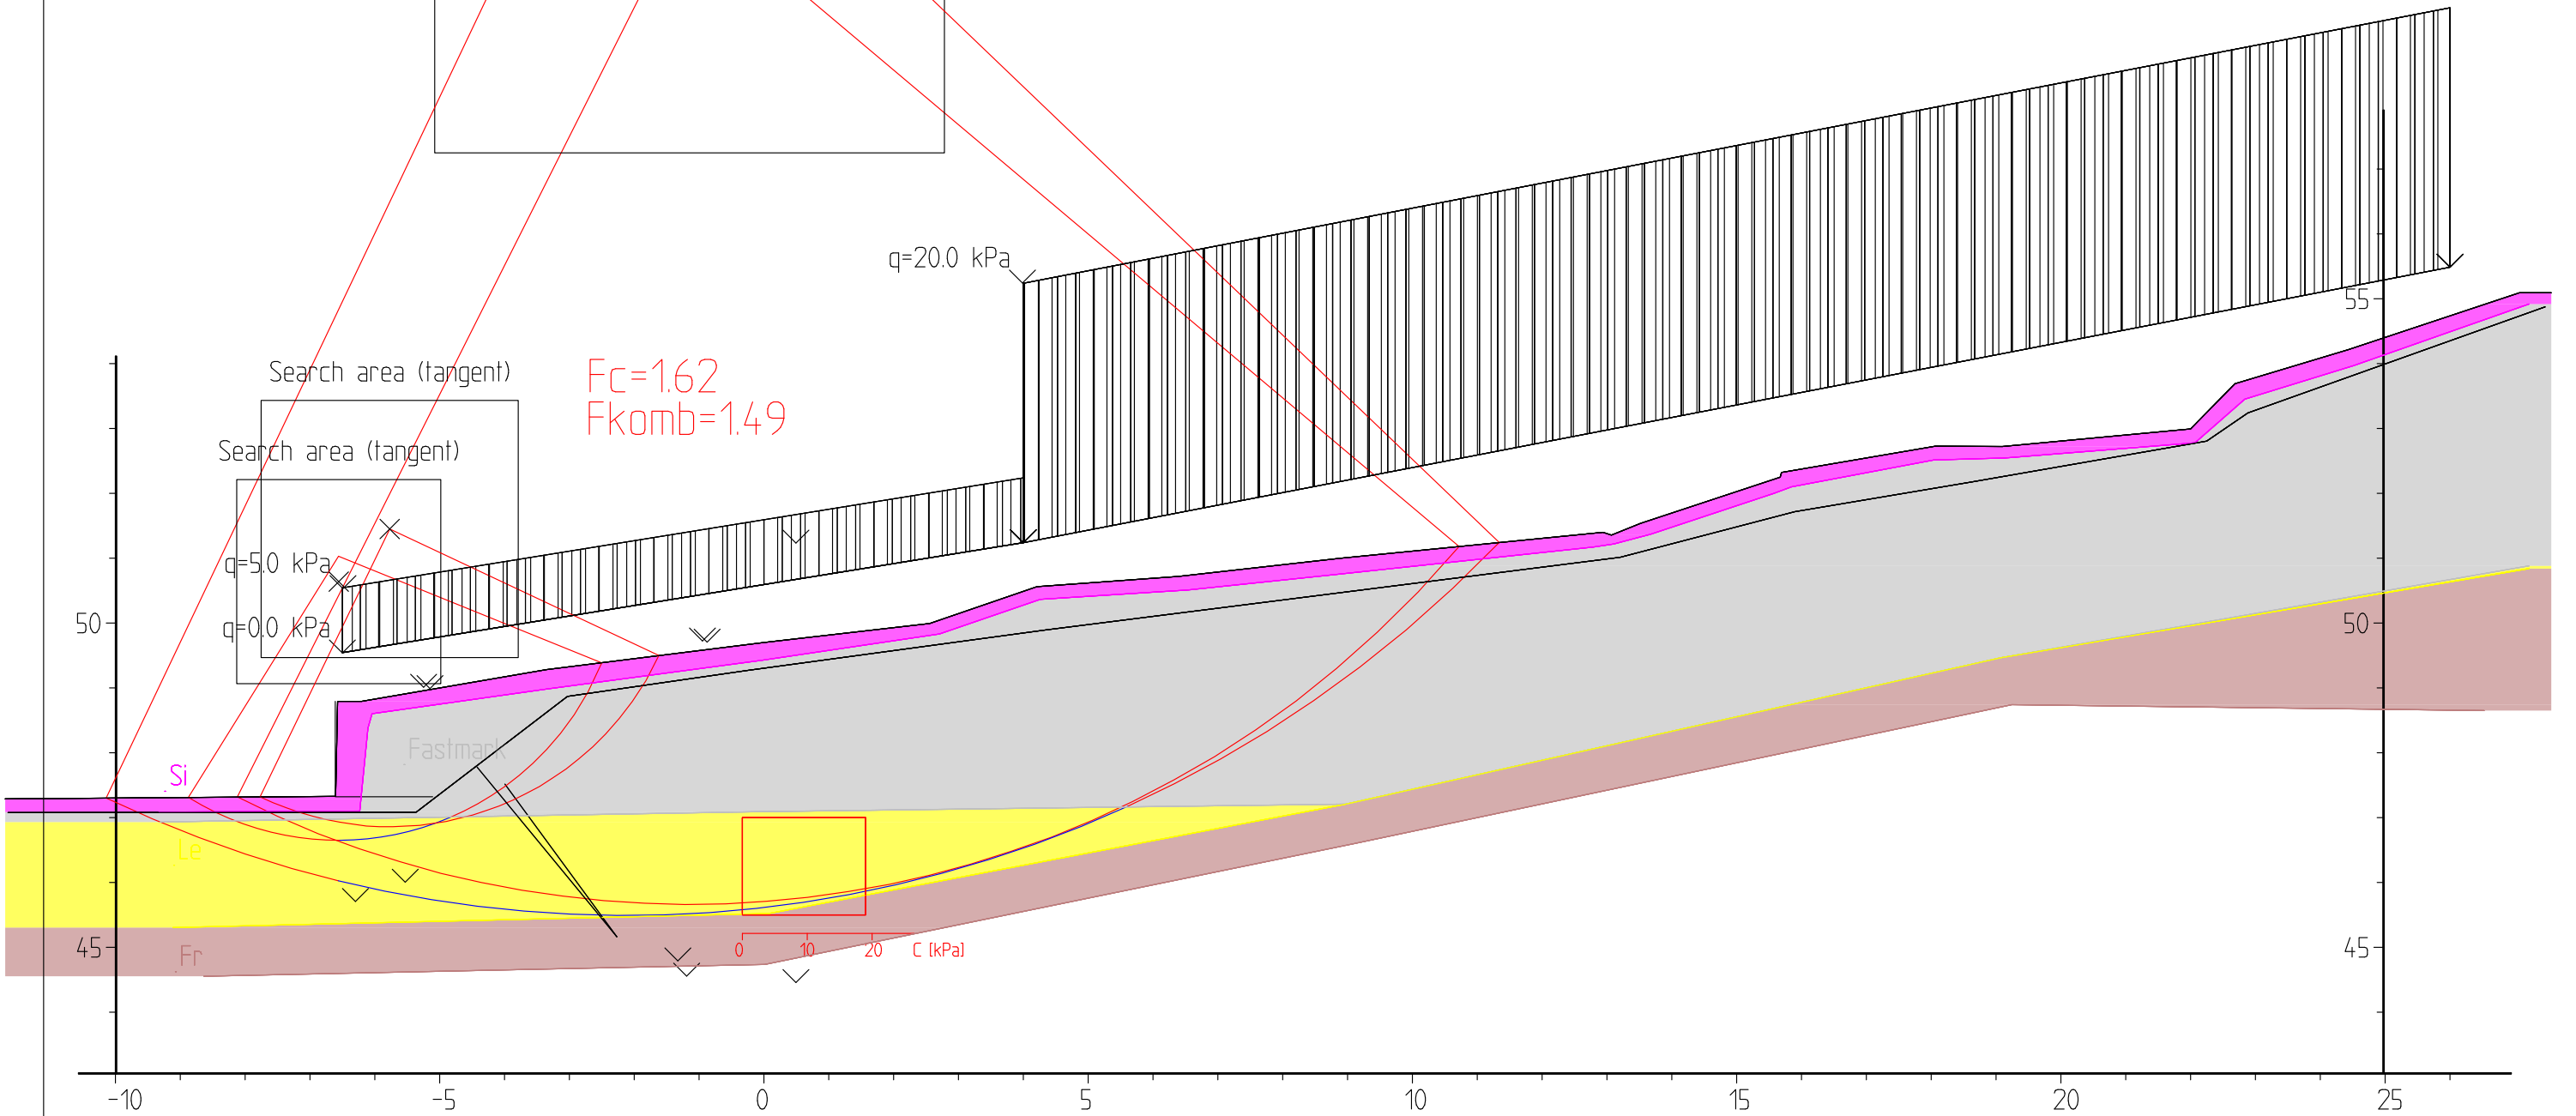 q=20.0 kPa
55
Search area (tangent)
Fc=1.62
Fkomb=1.49
Search area (tangent)
q=5.0 kPa
50
q=0.0 kPa
50
Fastmark
Si
Le
45
Fr
0
10
20
C [kPa]
45
-10
-5
0
5
10
15
20
25